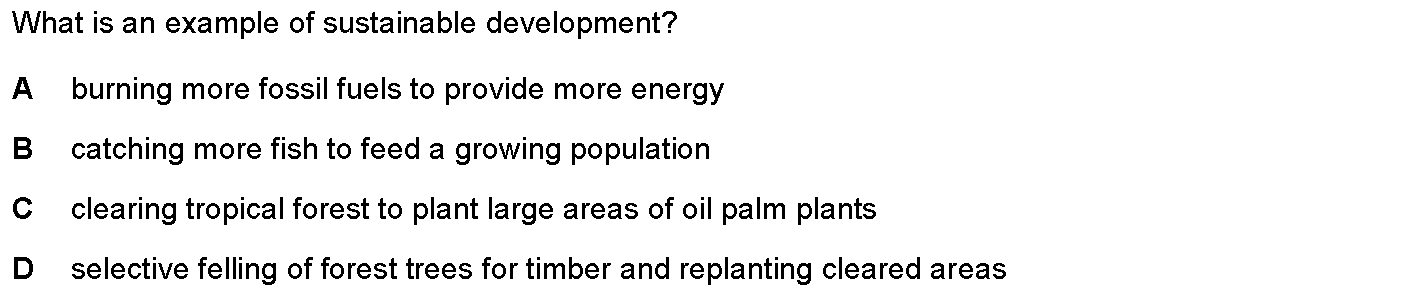 What is an example of sustainable development?
A burning more fossil fuels to provide more energy
B catching more fish to feed a growing population
C clearing tropical forest to plant large areas of oil palm plants
D selective felling of forest trees for timber and replanting cleared areas